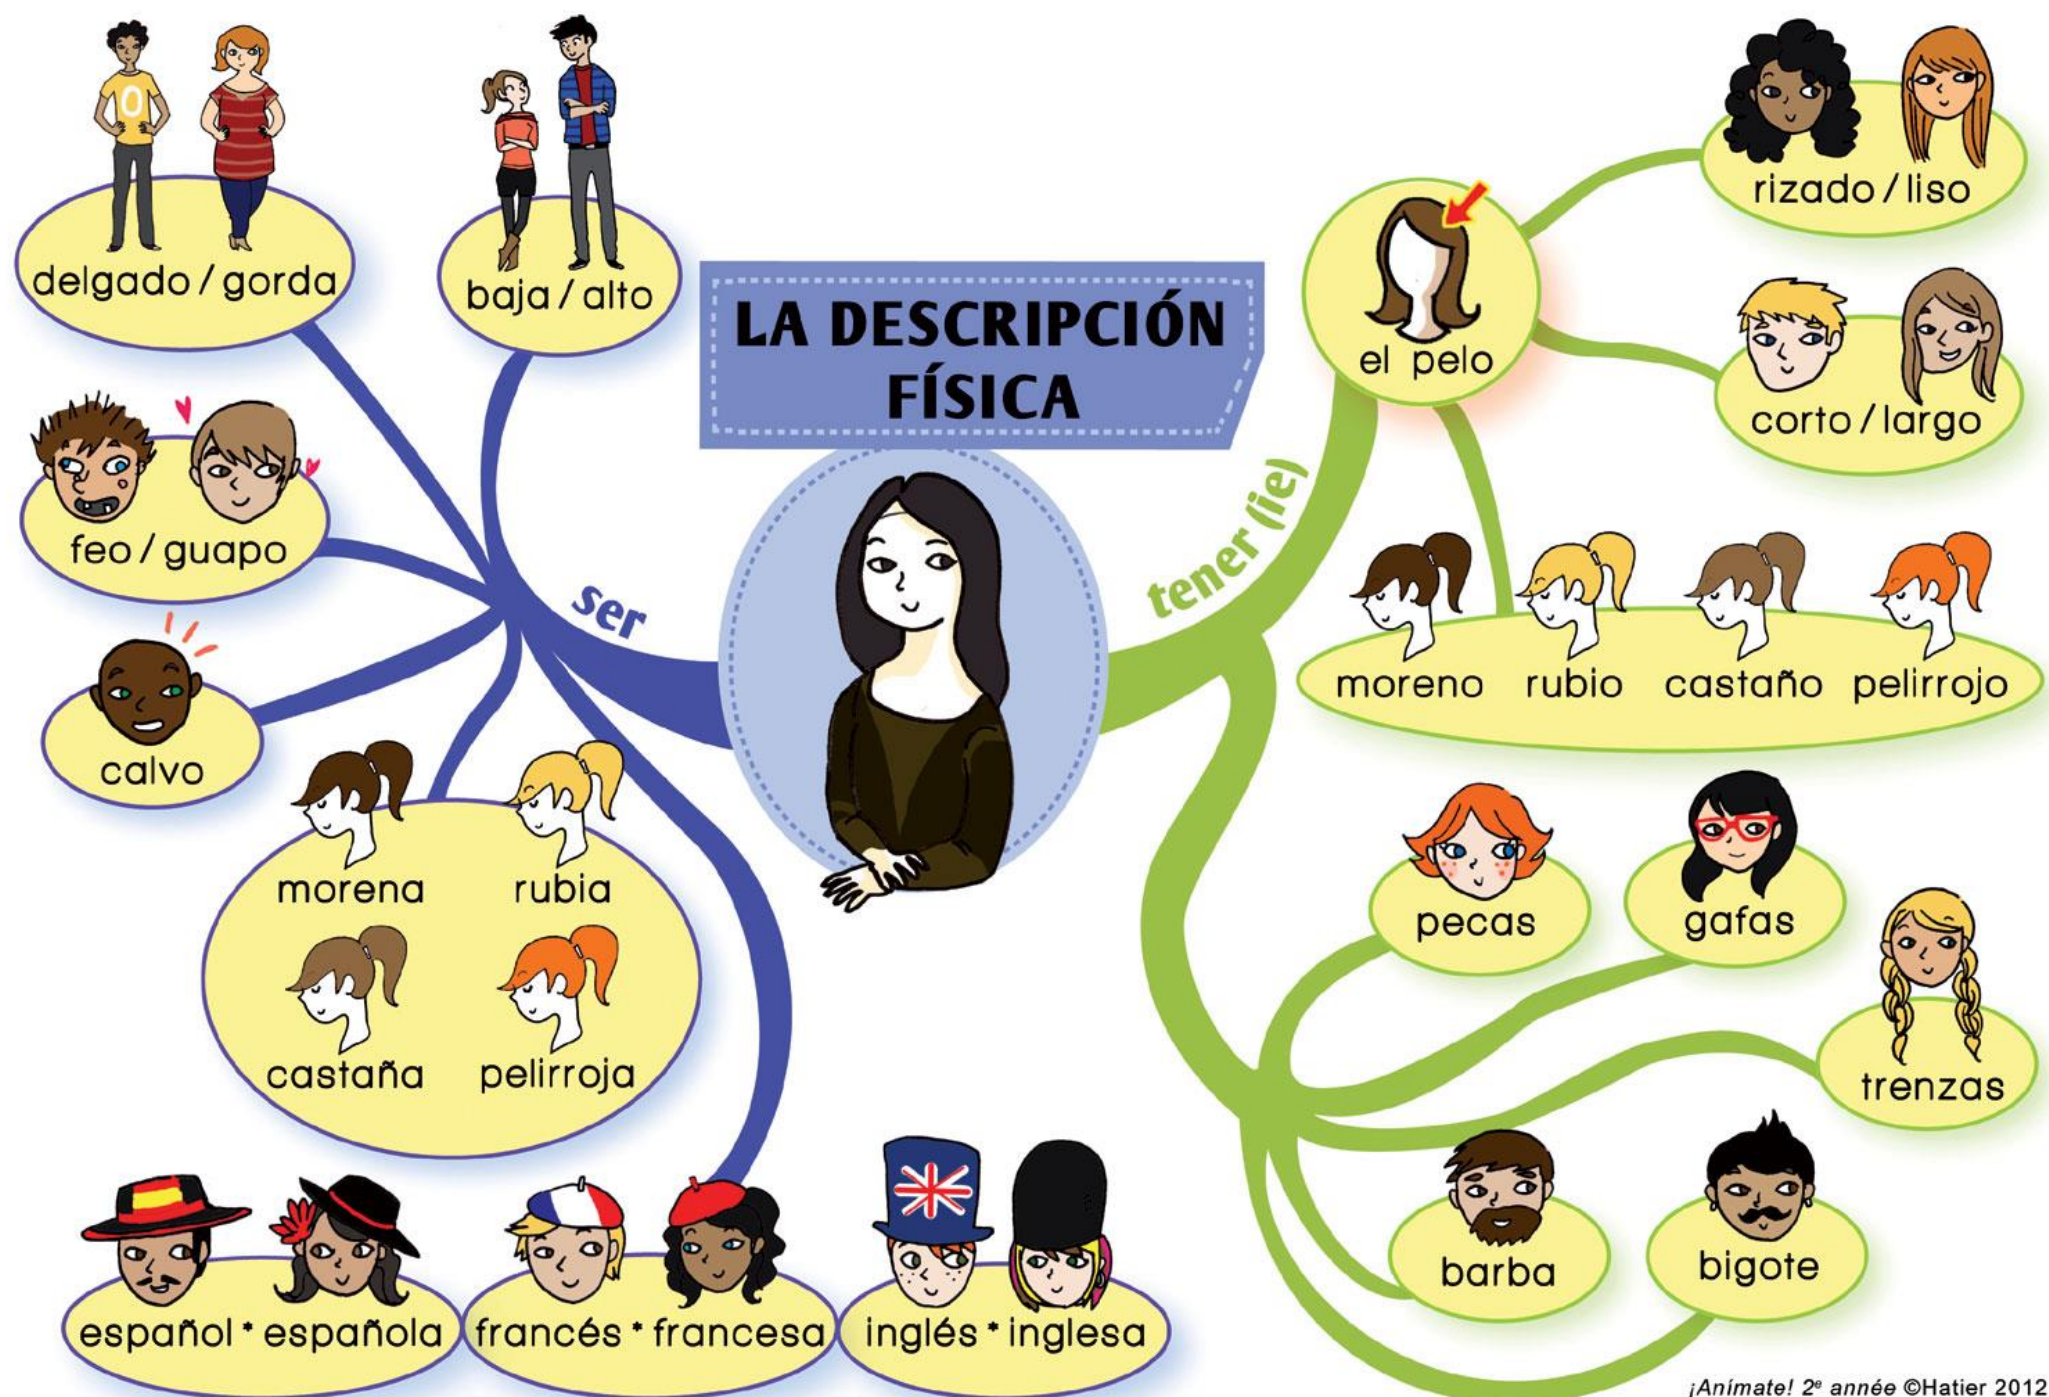 LA DESCRIPCIÓN
FÍSICA
ser
delgado / gorda
baja / alto
feo / guapo
calvo
morena
rubia
castaña
pelirroja
español * española
francés * francesa
inglés * inglesa
tener (ie)
el pelo
rizado / liso
corto / largo
moreno rubio castaño pelirrojo
pecas
gafas
trenzas
barba
bigote
0
¡Anímate! 2e année ©Hatier 2012